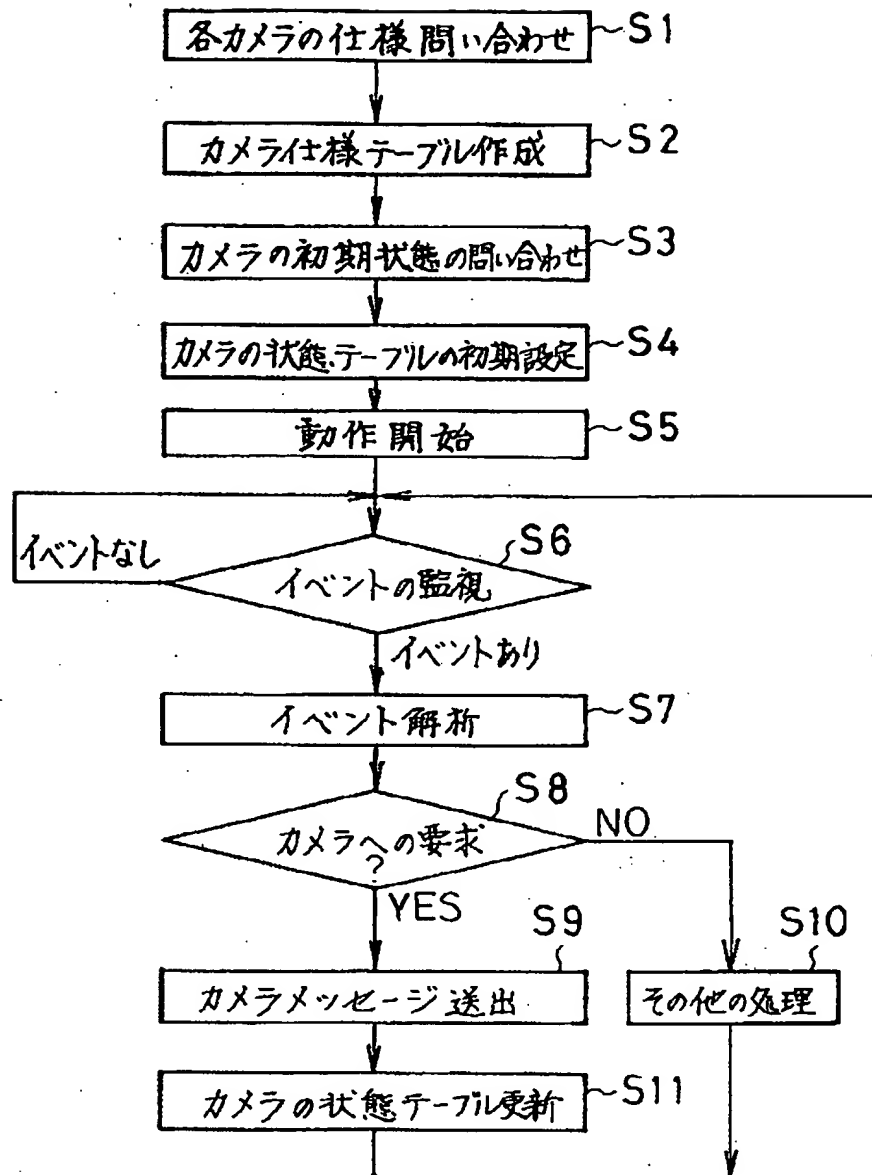 各カメラの仕様問い合わせ S1
カメラ仕様テーブル作成 S2
カメラの初期状態の問い合わせ S3
カメラの状態テーブルの初期設定 S4
動作開始 S5
S6
イベントなし
イベントの監視
イベントあり
イベント解析 S7
S8
カメラへの要求
?
NO
YES
S9
S10
カメラメッセージ送出
その他の処理
カメラの状態テーブル更新 S11